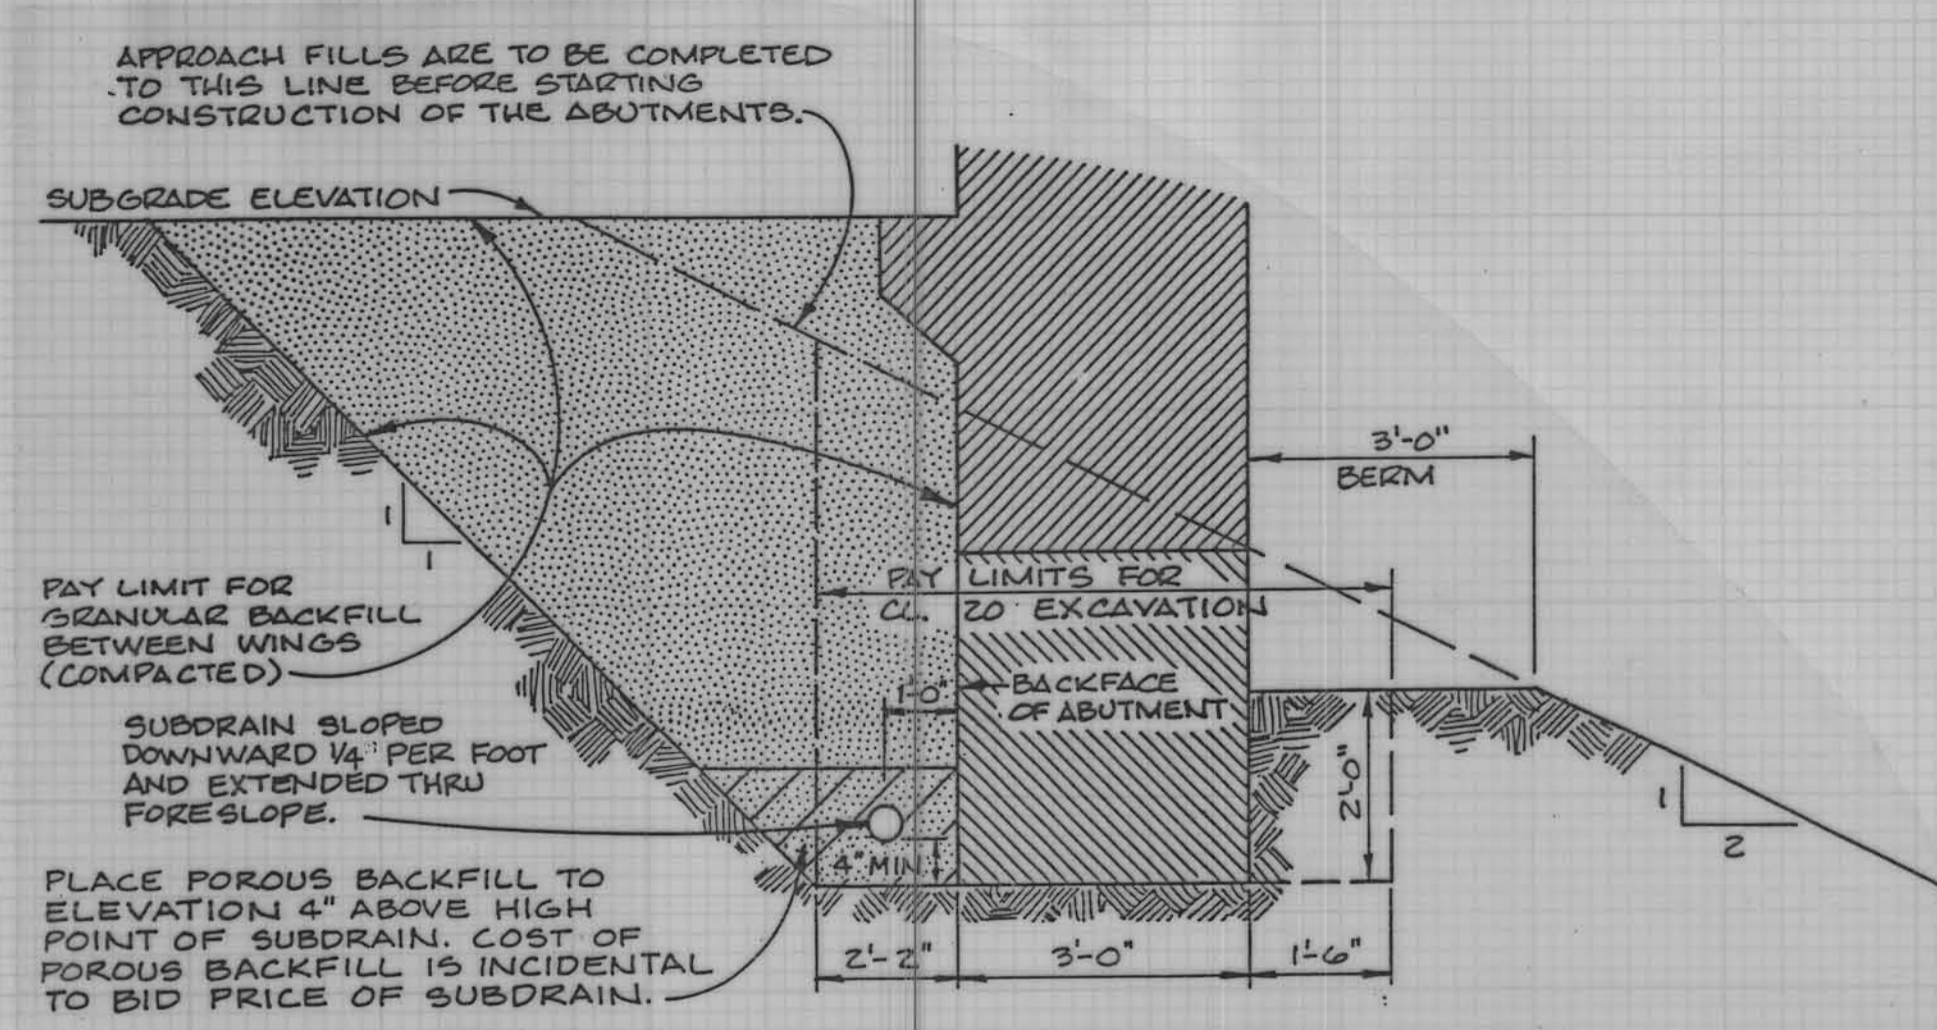 APPROACH FILLS ARE TO BE COMPLETED
TO THIS LINE BEFORE STARTING
CONSTRUCTION OF THE ABUTMENTS.
SUBGRADE ELEVATION
3'-0"
BERM
1
1
PAY LIMITS FOR
CL. 20 EXCAVATION
PAY LIMIT FOR
GRANULAR BACKFILL
BETWEEN WINGS
(COMPACTED)
1'-0"
BACKFACE
OF ABUTMENT
SUBDRAIN SLOPED
DOWNWARD 1/4" PER FOOT
AND EXTENDED THRU
FORESLOPE.
2'-0"
1
2
4" MIN
PLACE POROUS BACKFILL TO
ELEVATION 4" ABOVE HIGH
POINT OF SUBDRAIN. COST OF
POROUS BACKFILL IS INCIDENTAL
TO BID PRICE OF SUBDRAIN.
2'-2"
3'-0"
1'-6"